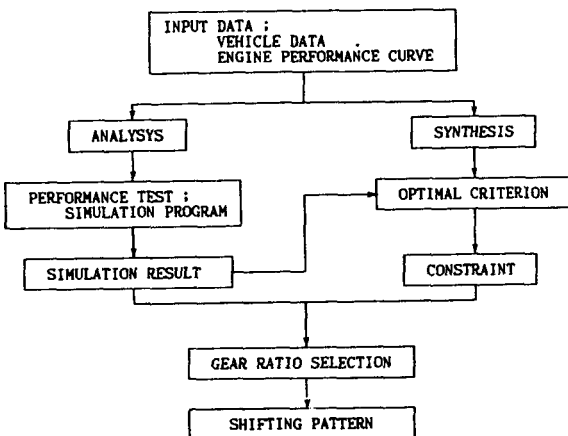 INPUT DATA ;
VEHICLE DATA .
ENGINE PERFORMANCE CURVE
ANALYSYS
SYNTHESIS
PERFORMANCE TEST ;
SIMULATION PROGRAM
OPTIMAL CRITERION
SIMULATION RESULT
CONSTRAINT
GEAR RATIO SELECTION
SHIFTING PATTERN